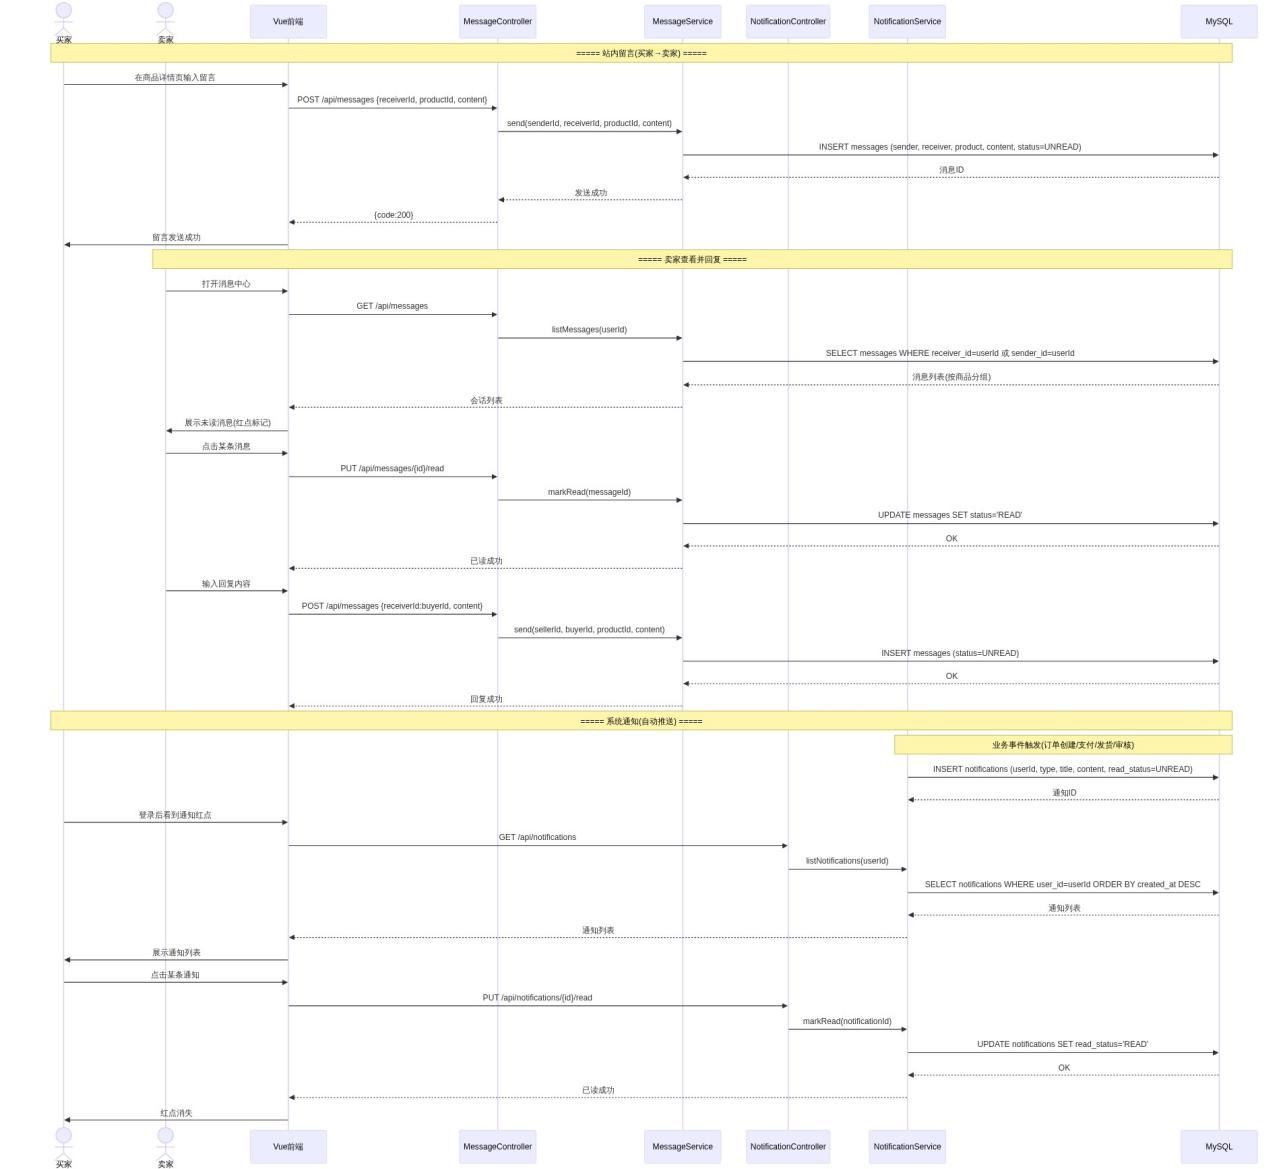 买家
卖家
Vue前端
MessageController
MessageService
NotificationController
NotificationService
MySQL
===== 站内留言(买家→卖家) =====
在商品详情页输入留言
POST /api/messages {receiverId, productId, content}
send(senderId, receiverId, productId, content)
INSERT messages (sender, receiver, product, content, status=UNREAD)
消息ID
发送成功
{code:200}
留言发送成功
===== 卖家查看并回复 =====
打开消息中心
GET /api/messages
listMessages(userId)
SELECT messages WHERE receiver_id=userId 或 sender_id=userId
消息列表(按商品分组)
会话列表
展示未读消息(红点标记)
点击某条消息
PUT /api/messages/{id}/read
markRead(messageId)
UPDATE messages SET status='READ'
OK
已读成功
输入回复内容
POST /api/messages {receiverId:buyerId, content}
send(sellerId, buyerId, productId, content)
INSERT messages (status=UNREAD)
OK
回复成功
===== 系统通知(自动推送) =====
业务事件触发(订单创建/支付/发货/审核)
INSERT notifications (userId, type, title, content, read_status=UNREAD)
通知ID
登录后看到通知红点
GET /api/notifications
listNotifications(userId)
SELECT notifications WHERE user_id=userId ORDER BY created_at DESC
通知列表
通知列表
展示通知列表
点击某条通知
PUT /api/notifications/{id}/read
markRead(notificationId)
UPDATE notifications SET read_status='READ'
OK
已读成功
红点消失
买家
卖家
Vue前端
MessageController
MessageService
NotificationController
NotificationService
MySQL